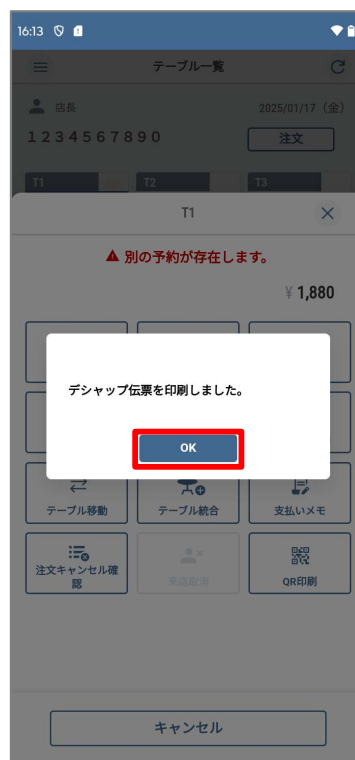 16:13
テーブル一覧
店長
2025/01/17（金）
1234567890
注文
T1
T2
T3
T1
別の予約が存在します。
¥ 1,880
デシャップ伝票を印刷しました。
OK
テーブル移動
テーブル統合
支払いメモ
注文キャンセル確
認
来店取消
QR印刷
キャンセル